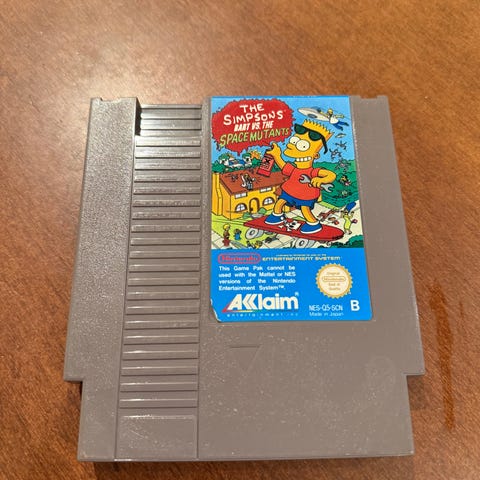 THE
SIMPSONS
BART VS. THE
SPACE MUTANTS
Nintendo
ENTERTAINMENT SYSTEM™
This Game Pak cannot be
used with the Mattel or NES
versions of the Nintendo
Entertainment System™.
AKklaim
entertainment inc
Original
Nintendo
Seal of
Quality
NES-Q5-SCN B
Made in Japan